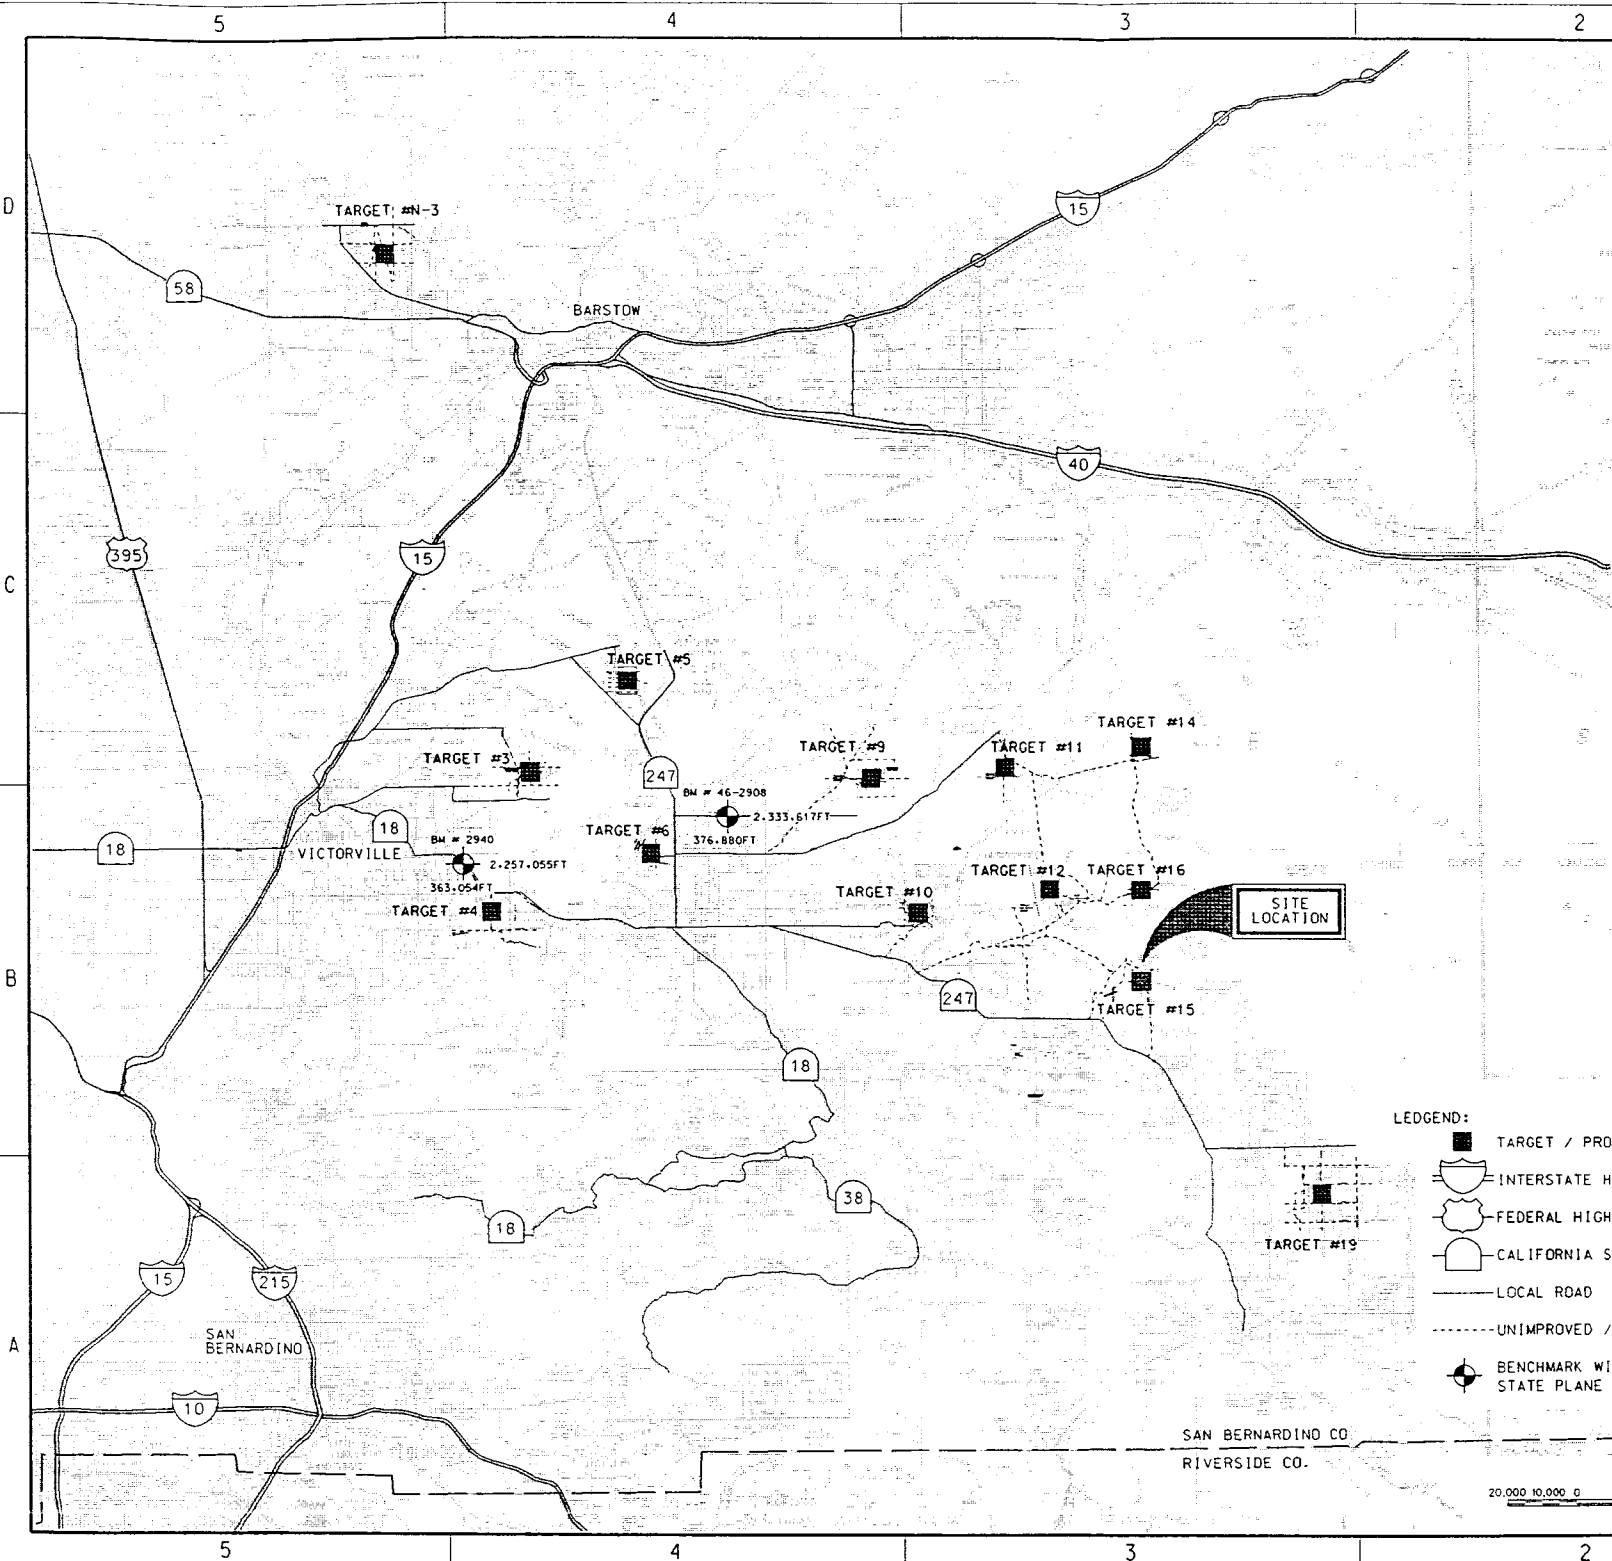 5 4 3 2
D
TARGET #N-3
15
58
BARSTOW
40
395
15
C
TARGET #5
TARGET #14
TARGET #3
TARGET #9
TARGET #11
247
BM # 46-2908
2.333.617FT
376.880FT
18
18
VICTORVILLE
BM # 2940
2.257.055FT
363.054FT
TARGET #6
TARGET #4
TARGET #10
TARGET #12
TARGET #16
SITE
LOCATION
B
247
TARGET #15
18
LEDGEND:
TARGET / PRO
INTERSTATE H
FEDERAL HIGH
CALIFORNIA S
LOCAL ROAD
UNIMPROVED /
BENCHMARK WI
STATE PLANE
38
18
TARGET #19
15
215
A
SAN
BERNARDINO
10
SAN BERNARDINO CO
RIVERSIDE CO.
20,000 10,000 0
5 4 3 2